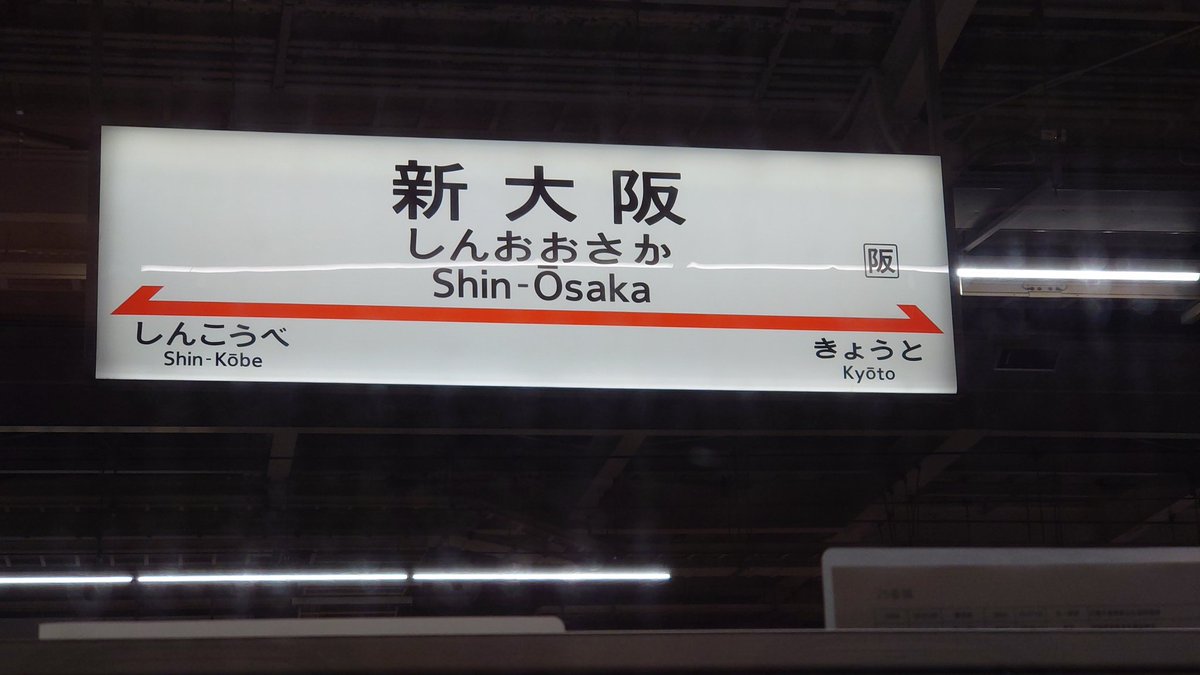 新大阪
しんおおさか
阪
Shin-Ōsaka
しんこうべ
Shin-Kōbe
きょうと
Kyōto